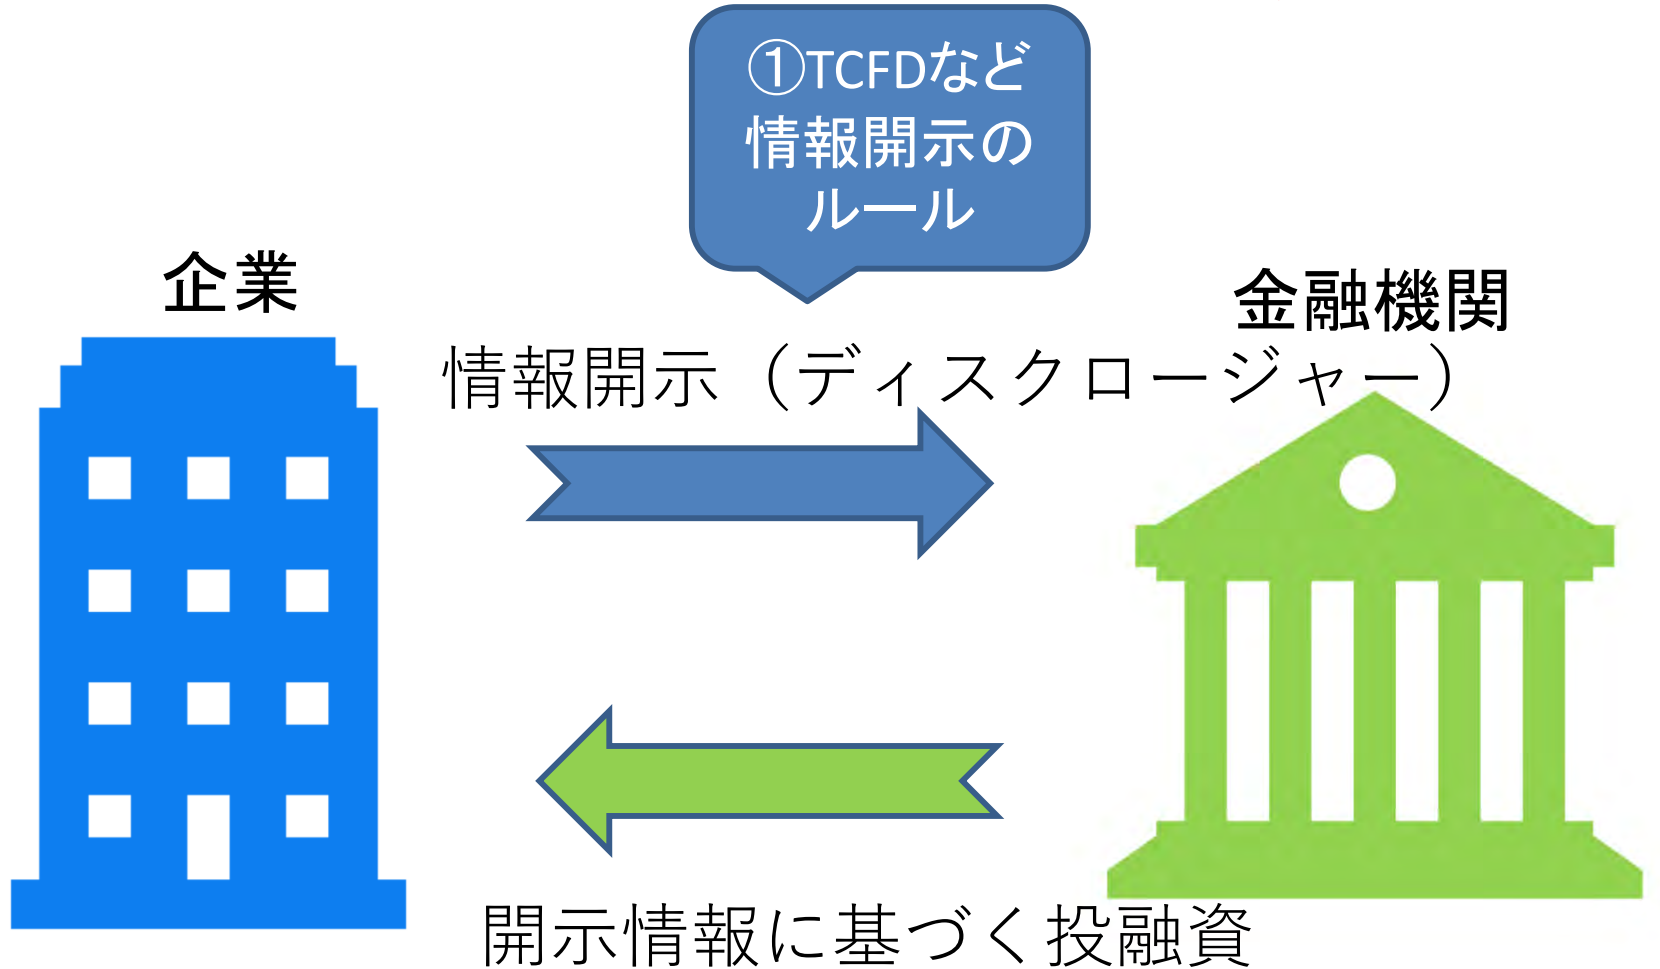 ①TCFDなど
情報開示の
ルール
企業
金融機関
情報開示（ディスクロージャー）
開示情報に基づく投融資